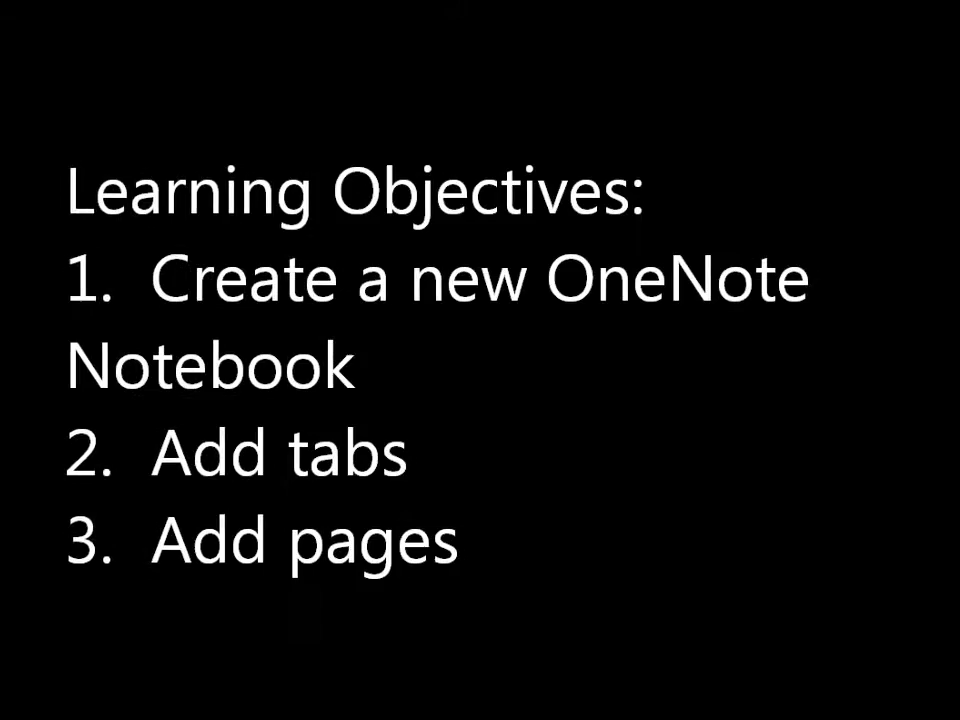 Learning Objectives:
1. Create a new OneNote
Notebook
2. Add tabs
3. Add pages